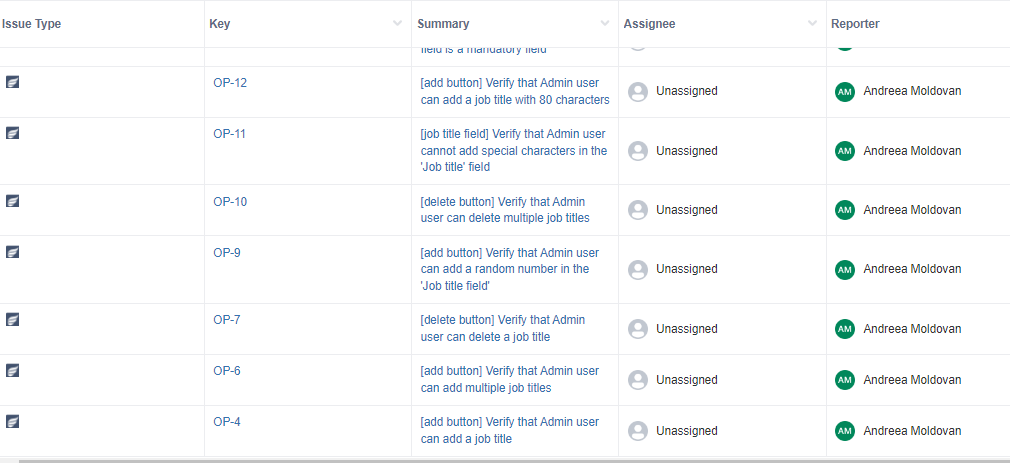 Issue Type Key Summary Assignee Reporter
field is a mandatory field
OP-12 [add button] Verify that Admin user Unassigned AM Andreea Moldovan
can add a job title with 80 characters
OP-11 [job title field] Verify that Admin user
cannot add special characters in the Unassigned AM Andreea Moldovan
'Job title' field
OP-10 [delete button] Verify that Admin Unassigned AM Andreea Moldovan
user can delete multiple job titles
OP-9 [add button] Verify that Admin user
can add a random number in the Unassigned AM Andreea Moldovan
'Job title field'
OP-7 [delete button] Verify that Admin Unassigned AM Andreea Moldovan
user can delete a job title
OP-6 [add button] Verify that Admin user Unassigned AM Andreea Moldovan
can add multiple job titles
OP-4 [add button] Verify that Admin user Unassigned AM Andreea Moldovan
can add a job title